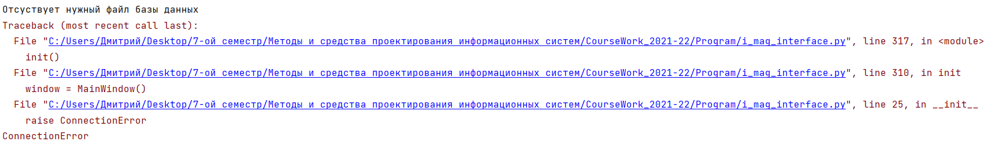 Отсуствует нужный файл базы данных
Traceback (most recent call last):
  File "C:/Users/Дмитрий/Desktop/7-ой семестр/Методы и средства проектирования информационных систем/CourseWork_2021-22/Program/i_mag_interface.py", line 317, in <module>
    init()
  File "C:/Users/Дмитрий/Desktop/7-ой семестр/Методы и средства проектирования информационных систем/CourseWork_2021-22/Program/i_mag_interface.py", line 310, in init
    window = MainWindow()
  File "C:/Users/Дмитрий/Desktop/7-ой семестр/Методы и средства проектирования информационных систем/CourseWork_2021-22/Program/i_mag_interface.py", line 25, in __init__
    raise ConnectionError
ConnectionError